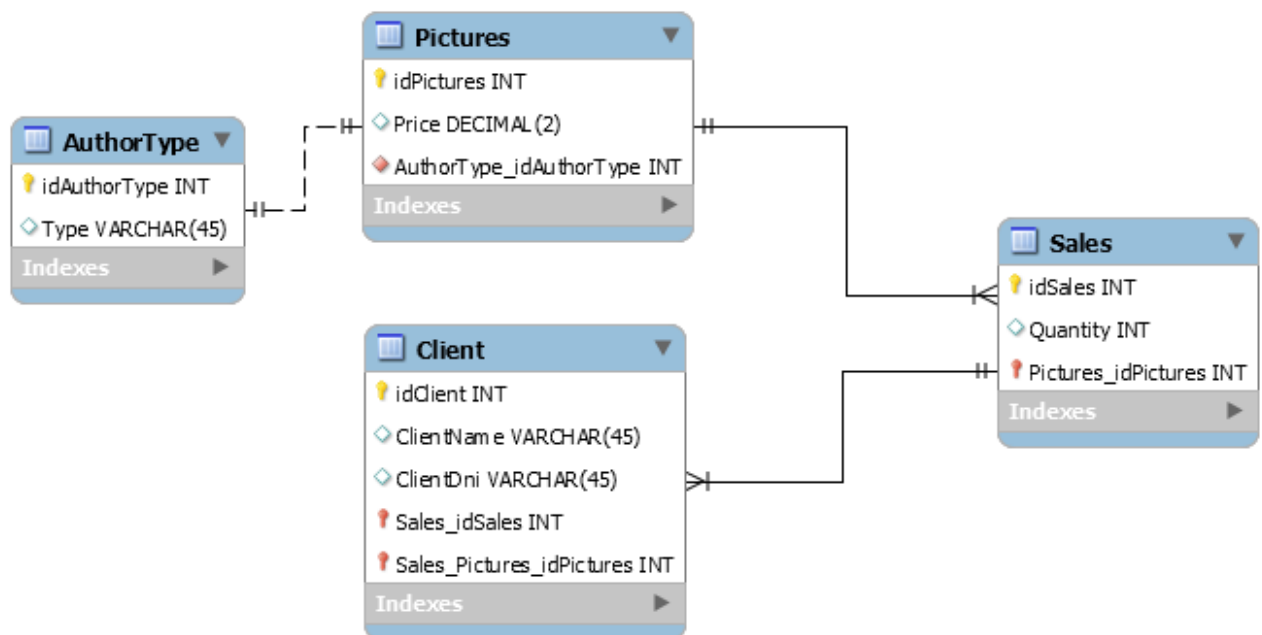 Pictures
idPictures INT
Price DECIMAL(2)
AuthorType_idAuthorType INT
Indexes
AuthorType
idAuthorType INT
Type VARCHAR(45)
Indexes
Sales
idSales INT
Quantity INT
Pictures_idPictures INT
Indexes
Client
idClient INT
ClientName VARCHAR(45)
ClientDni VARCHAR(45)
Sales_idSales INT
Sales_Pictures_idPictures INT
Indexes